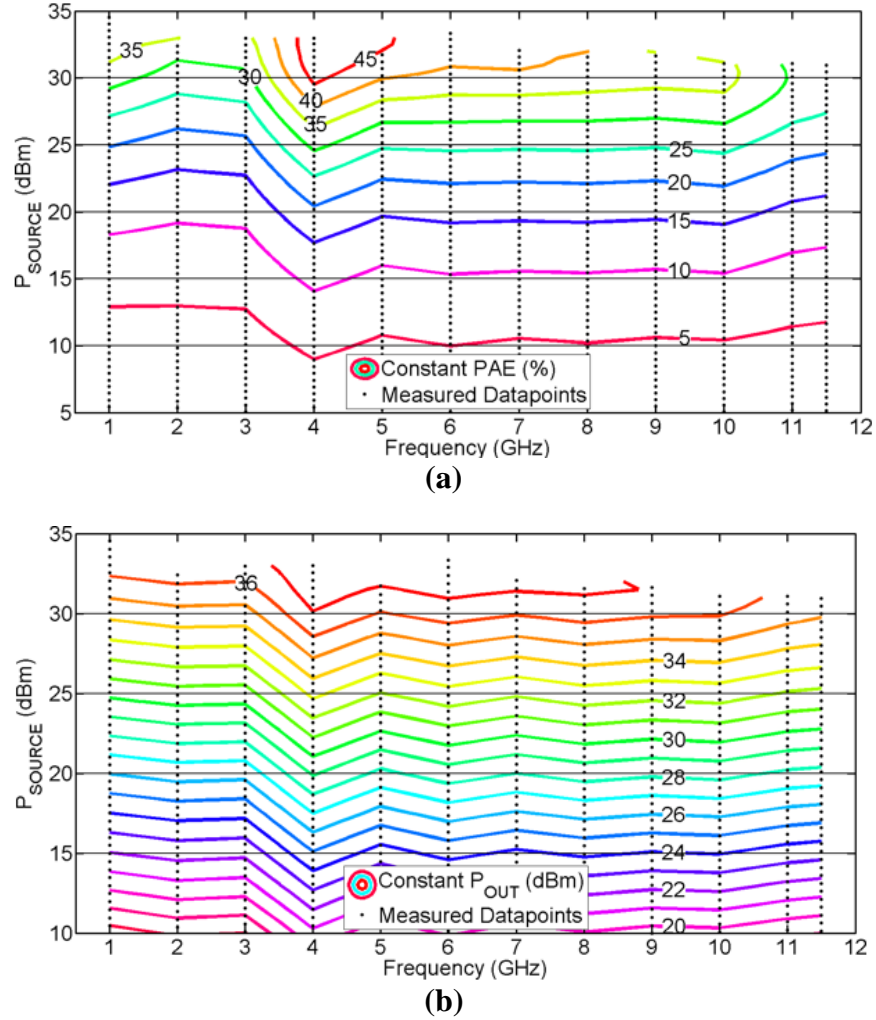 35
30
25
20
15
10
5
P_SOURCE (dBm)
35
30
40
35
45
25
20
15
10
5
Constant PAE (%)
Measured Datapoints
1 2 3 4 5 6 7 8 9 10 11 12
Frequency (GHz)
(a)
35
30
25
20
15
10
P_SOURCE (dBm)
36
34
32
30
28
26
24
22
20
Constant P_OUT (dBm)
Measured Datapoints
1 2 3 4 5 6 7 8 9 10 11 12
Frequency (GHz)
(b)